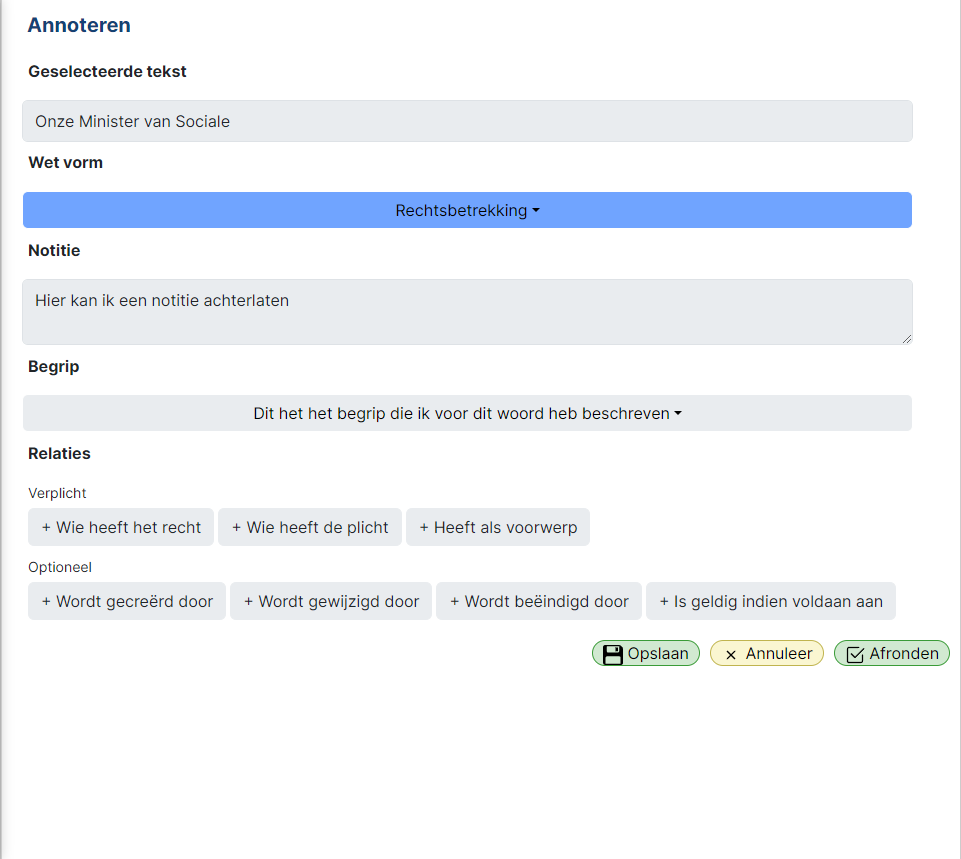 Annoteren
Geselecteerde tekst
Onze Minister van Sociale
Wet vorm
Rechtsbetrekking
Notitie
Hier kan ik een notitie achterlaten
Begrip
Dit het het begrip die ik voor dit woord heb beschreven
Relaties
Verplicht
+ Wie heeft het recht + Wie heeft de plicht + Heeft als voorwerp
Optioneel
+ Wordt gecreërd door + Wordt gewijzigd door + Wordt beëindigd door + Is geldig indien voldaan aan
Opslaan × Annuleer Afronden